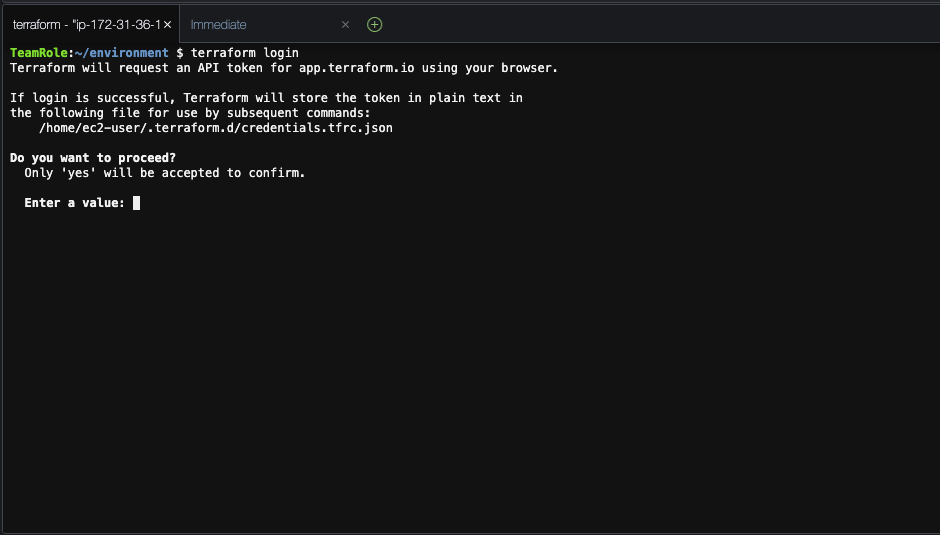 terraform - "ip-172-31-36-1 ×
Immediate ×
TeamRole:~/environment $ terraform login
Terraform will request an API token for app.terraform.io using your browser.
If login is successful, Terraform will store the token in plain text in
the following file for use by subsequent commands:
/home/ec2-user/.terraform.d/credentials.tfrc.json
Do you want to proceed?
Only 'yes' will be accepted to confirm.
Enter a value: